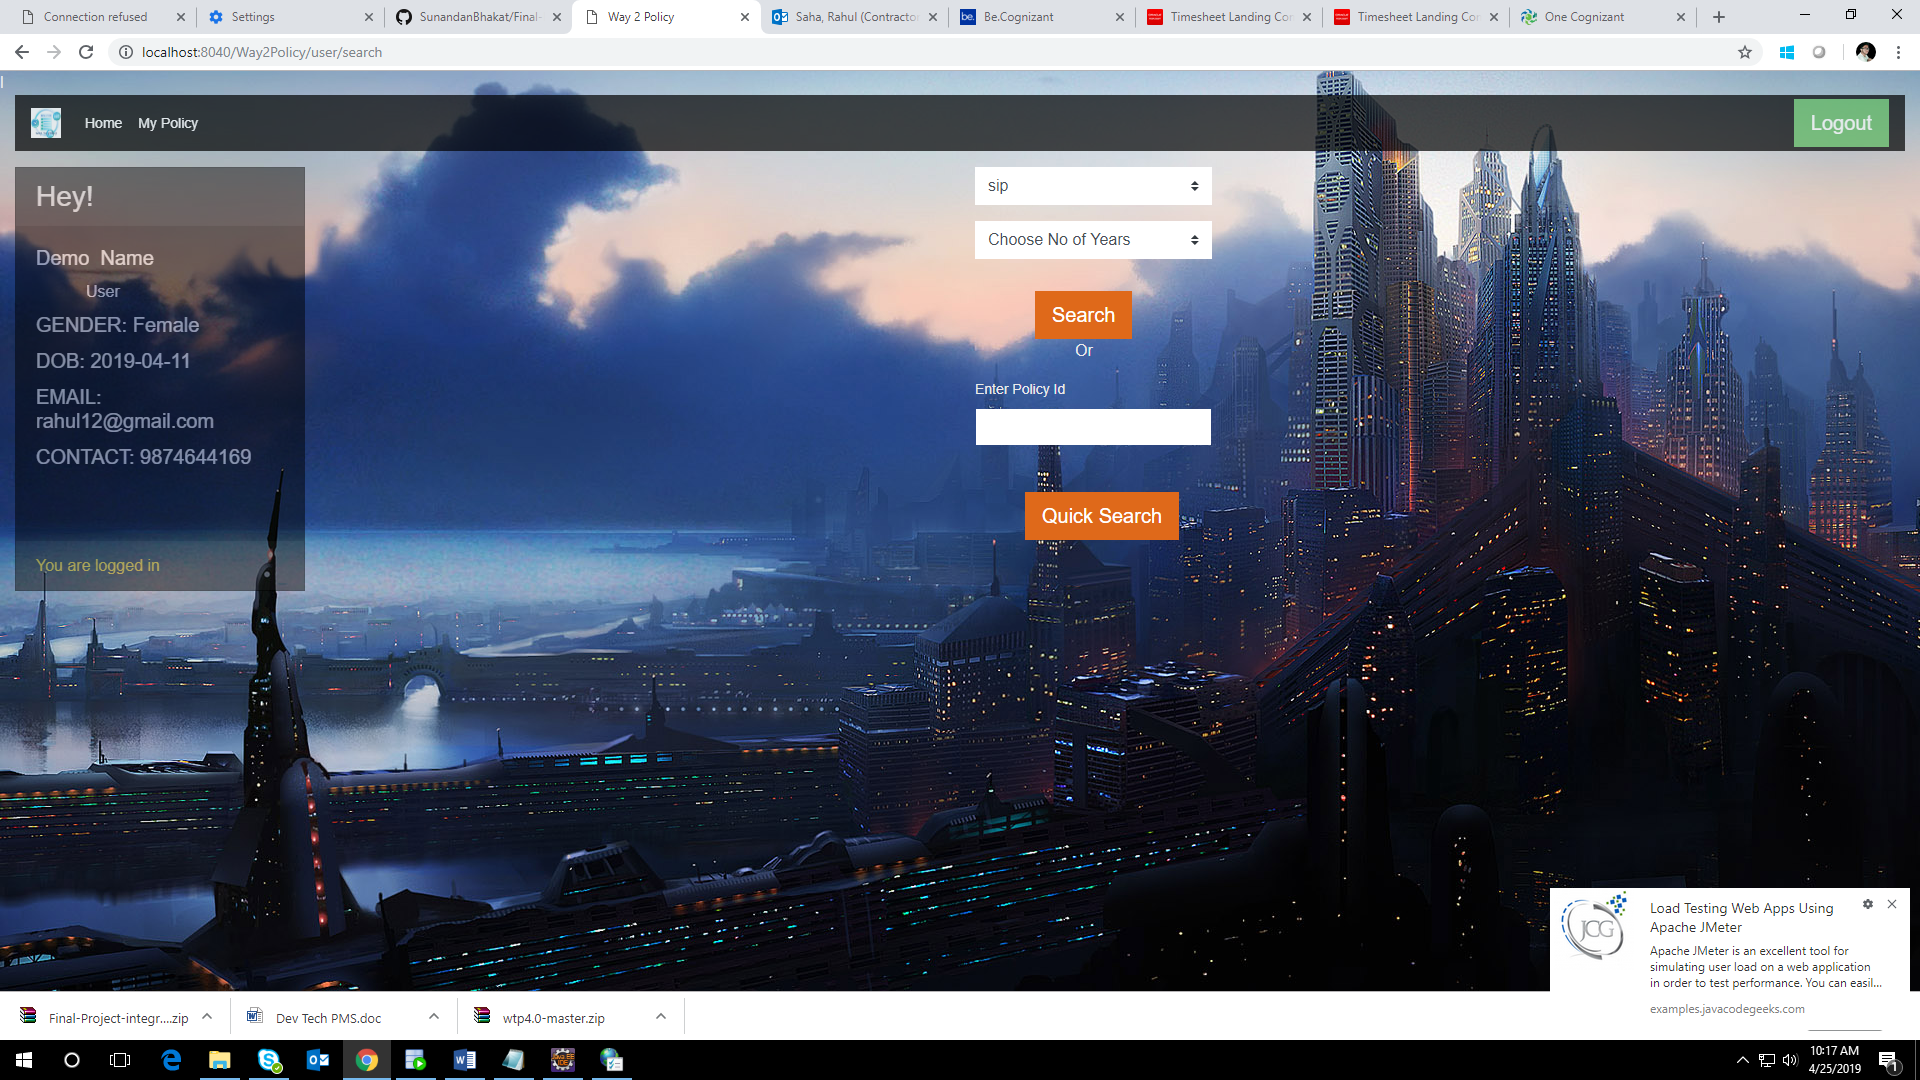 Connection refused
Settings
SunandanBhakat/Final-
Way 2 Policy
Saha, Rahul (Contractor
Be.Cognizant
Timesheet Landing Con
Timesheet Landing Con
One Cognizant
localhost:8040/Way2Policy/user/search
Home
My Policy
Logout
Hey!
Demo Name
User
GENDER: Female
DOB: 2019-04-11
EMAIL:
rahul12@gmail.com
CONTACT: 9874644169
You are logged in
sip
Choose No of Years
Search
Or
Enter Policy Id
Quick Search
JCG
Load Testing Web Apps Using
Apache JMeter
Apache JMeter is an excellent tool for
simulating user load on a web application
in order to test performance. You can easil...
examples.javacodegeeks.com
Final-Project-integr....zip
Dev Tech PMS.doc
wtp4.0-master.zip
10:17 AM
4/25/2019
1